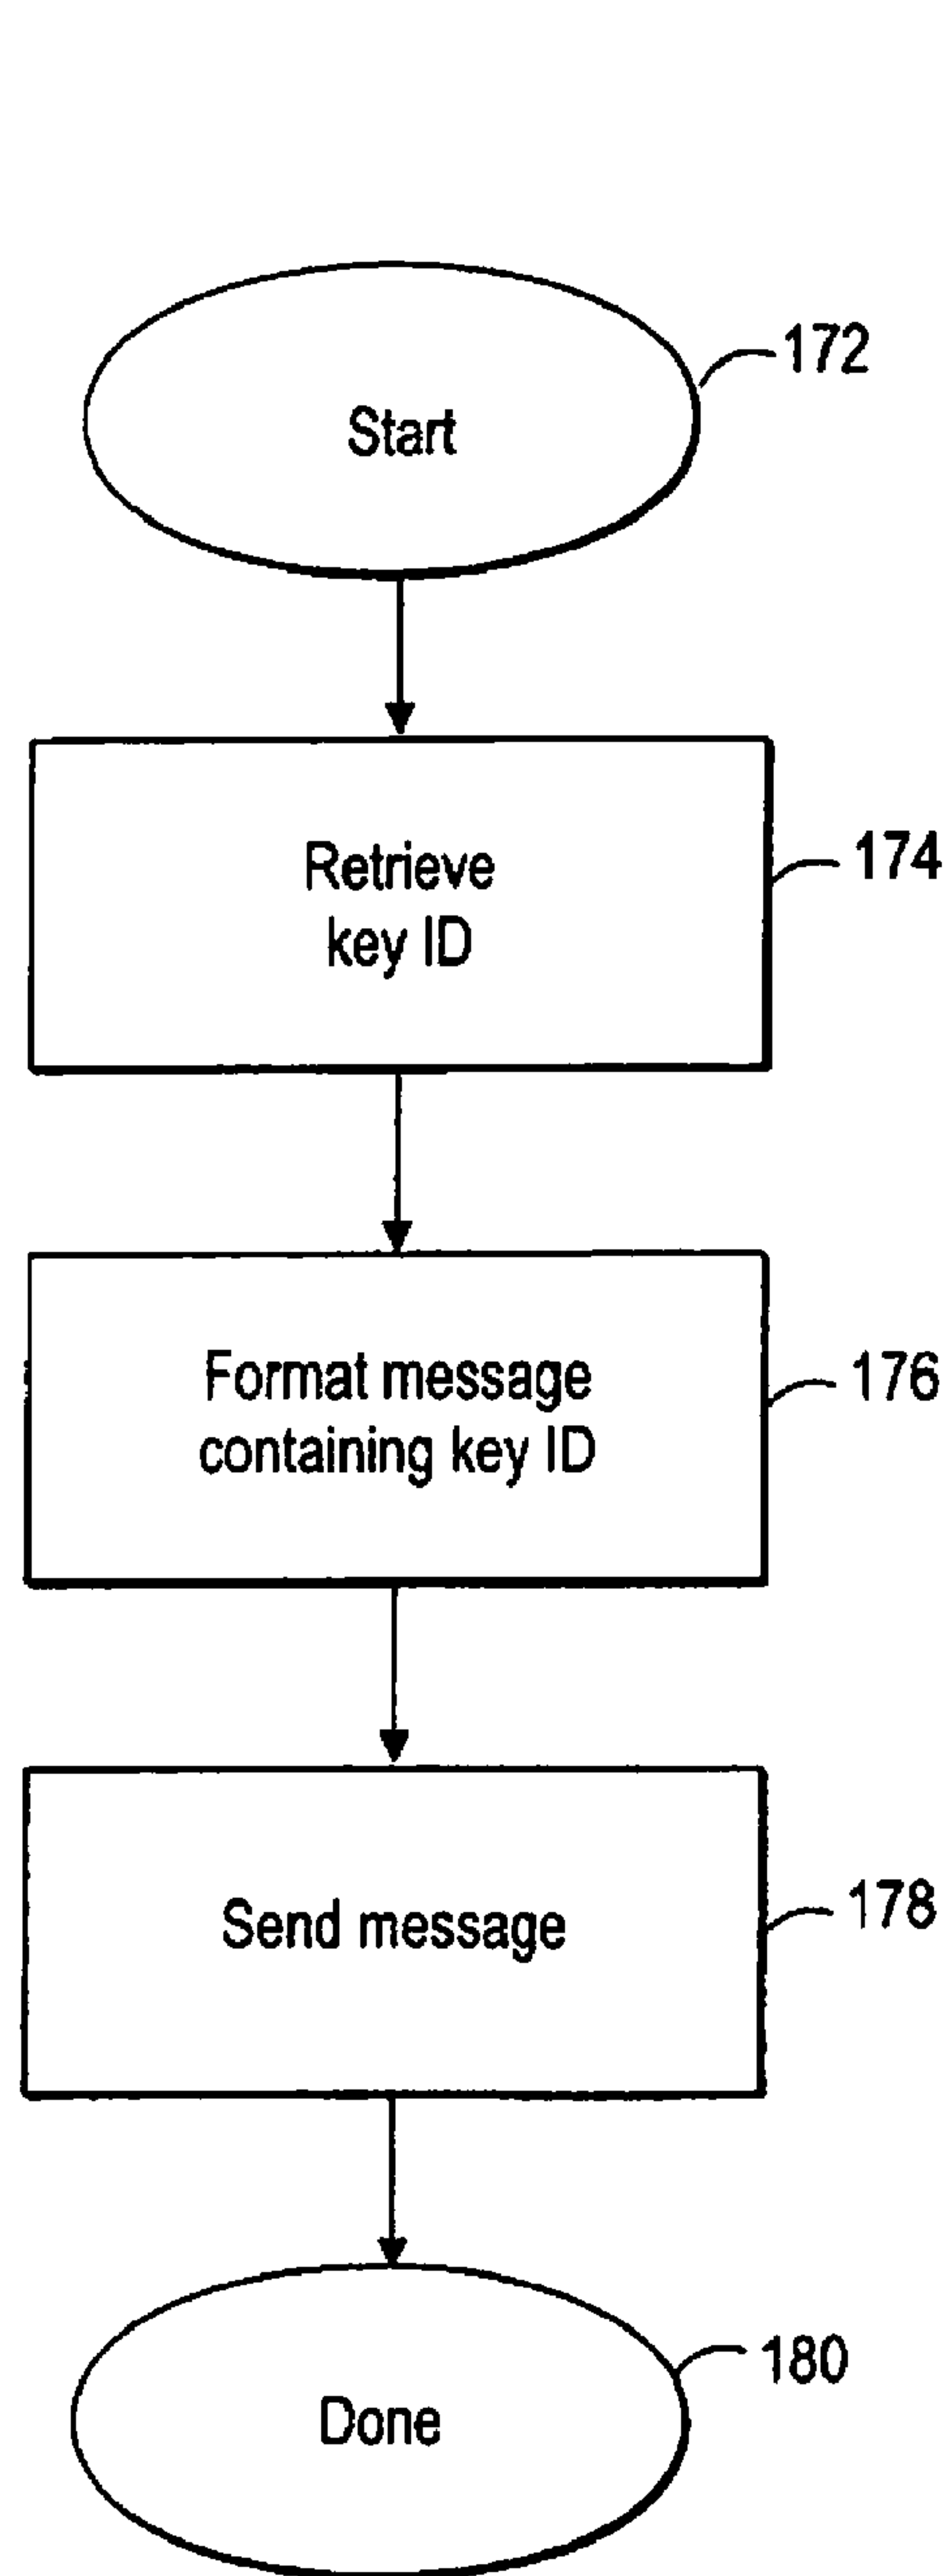 172
Start
174
Retrieve
key ID
176
Format message
containing key ID
178
Send message
180
Done